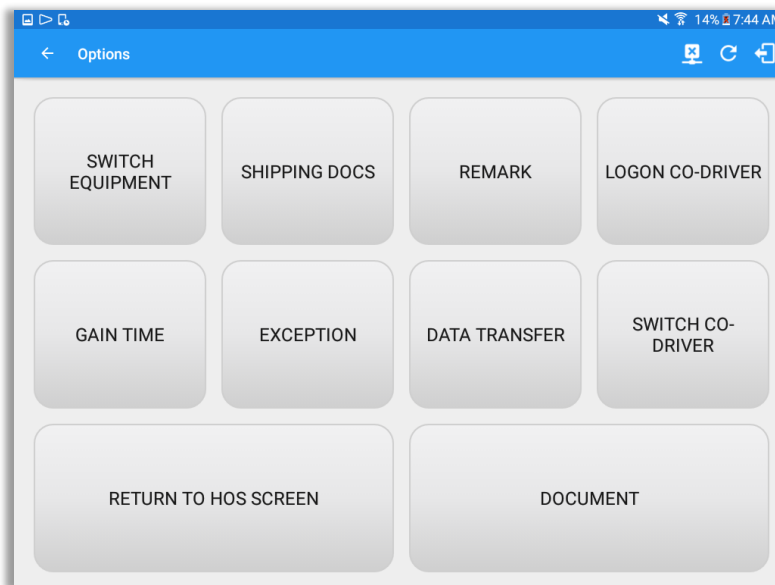 14% 7:44 AM
Options
SWITCH
EQUIPMENT
SHIPPING DOCS
REMARK
LOGON CO-DRIVER
GAIN TIME
EXCEPTION
DATA TRANSFER
SWITCH CO-
DRIVER
RETURN TO HOS SCREEN
DOCUMENT